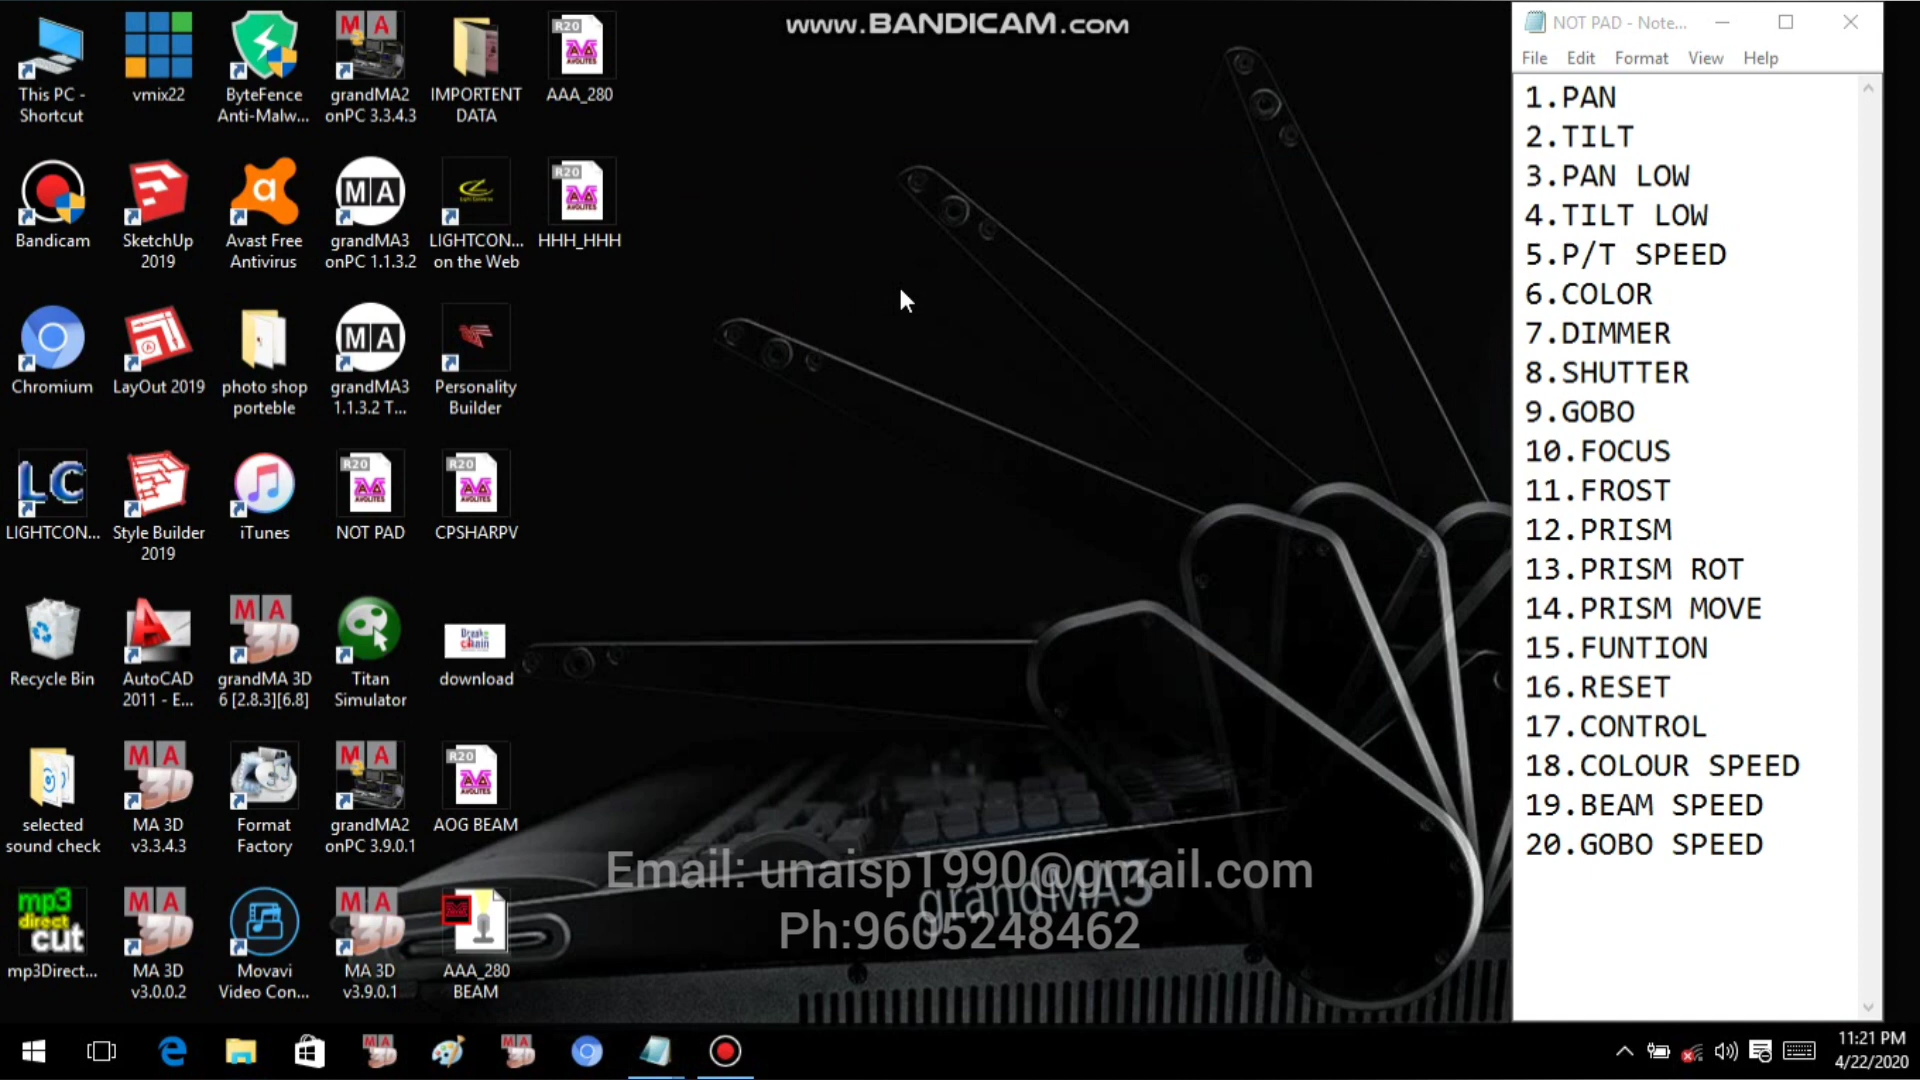 www.BANDICAM.com
This PC - Shortcut
vmix22
ByteFence Anti-Malw...
grandMA2 onPC 3.3.4.3
IMPORTENT DATA
AAA_280
Bandicam
SketchUp 2019
Avast Free Antivirus
grandMA3 onPC 1.1.3.2
LIGHTCON... on the Web
HHH_HHH
Chromium
LayOut 2019
photo shop porteble
grandMA3 1.1.3.2 T...
Personality Builder
LIGHTCON...
Style Builder 2019
iTunes
NOT PAD
CPSHARPV
Recycle Bin
AutoCAD 2011 - E...
grandMA 3D 6 [2.8.3][6.8]
Titan Simulator
download
selected sound check
MA 3D v3.3.4.3
Format Factory
grandMA2 onPC 3.9.0.1
AOG BEAM
mp3Direct...
MA 3D v3.0.0.2
Movavi Video Con...
MA 3D v3.9.0.1
AAA_280 BEAM
grandMA3
Email: unaisp1990@gmail.com
Ph:9605248462
NOT PAD - Note...
File Edit Format View Help
1.PAN
2.TILT
3.PAN LOW
4.TILT LOW
5.P/T SPEED
6.COLOR
7.DIMMER
8.SHUTTER
9.GOBO
10.FOCUS
11.FROST
12.PRISM
13.PRISM ROT
14.PRISM MOVE
15.FUNTION
16.RESET
17.CONTROL
18.COLOUR SPEED
19.BEAM SPEED
20.GOBO SPEED
11:21 PM
4/22/2020